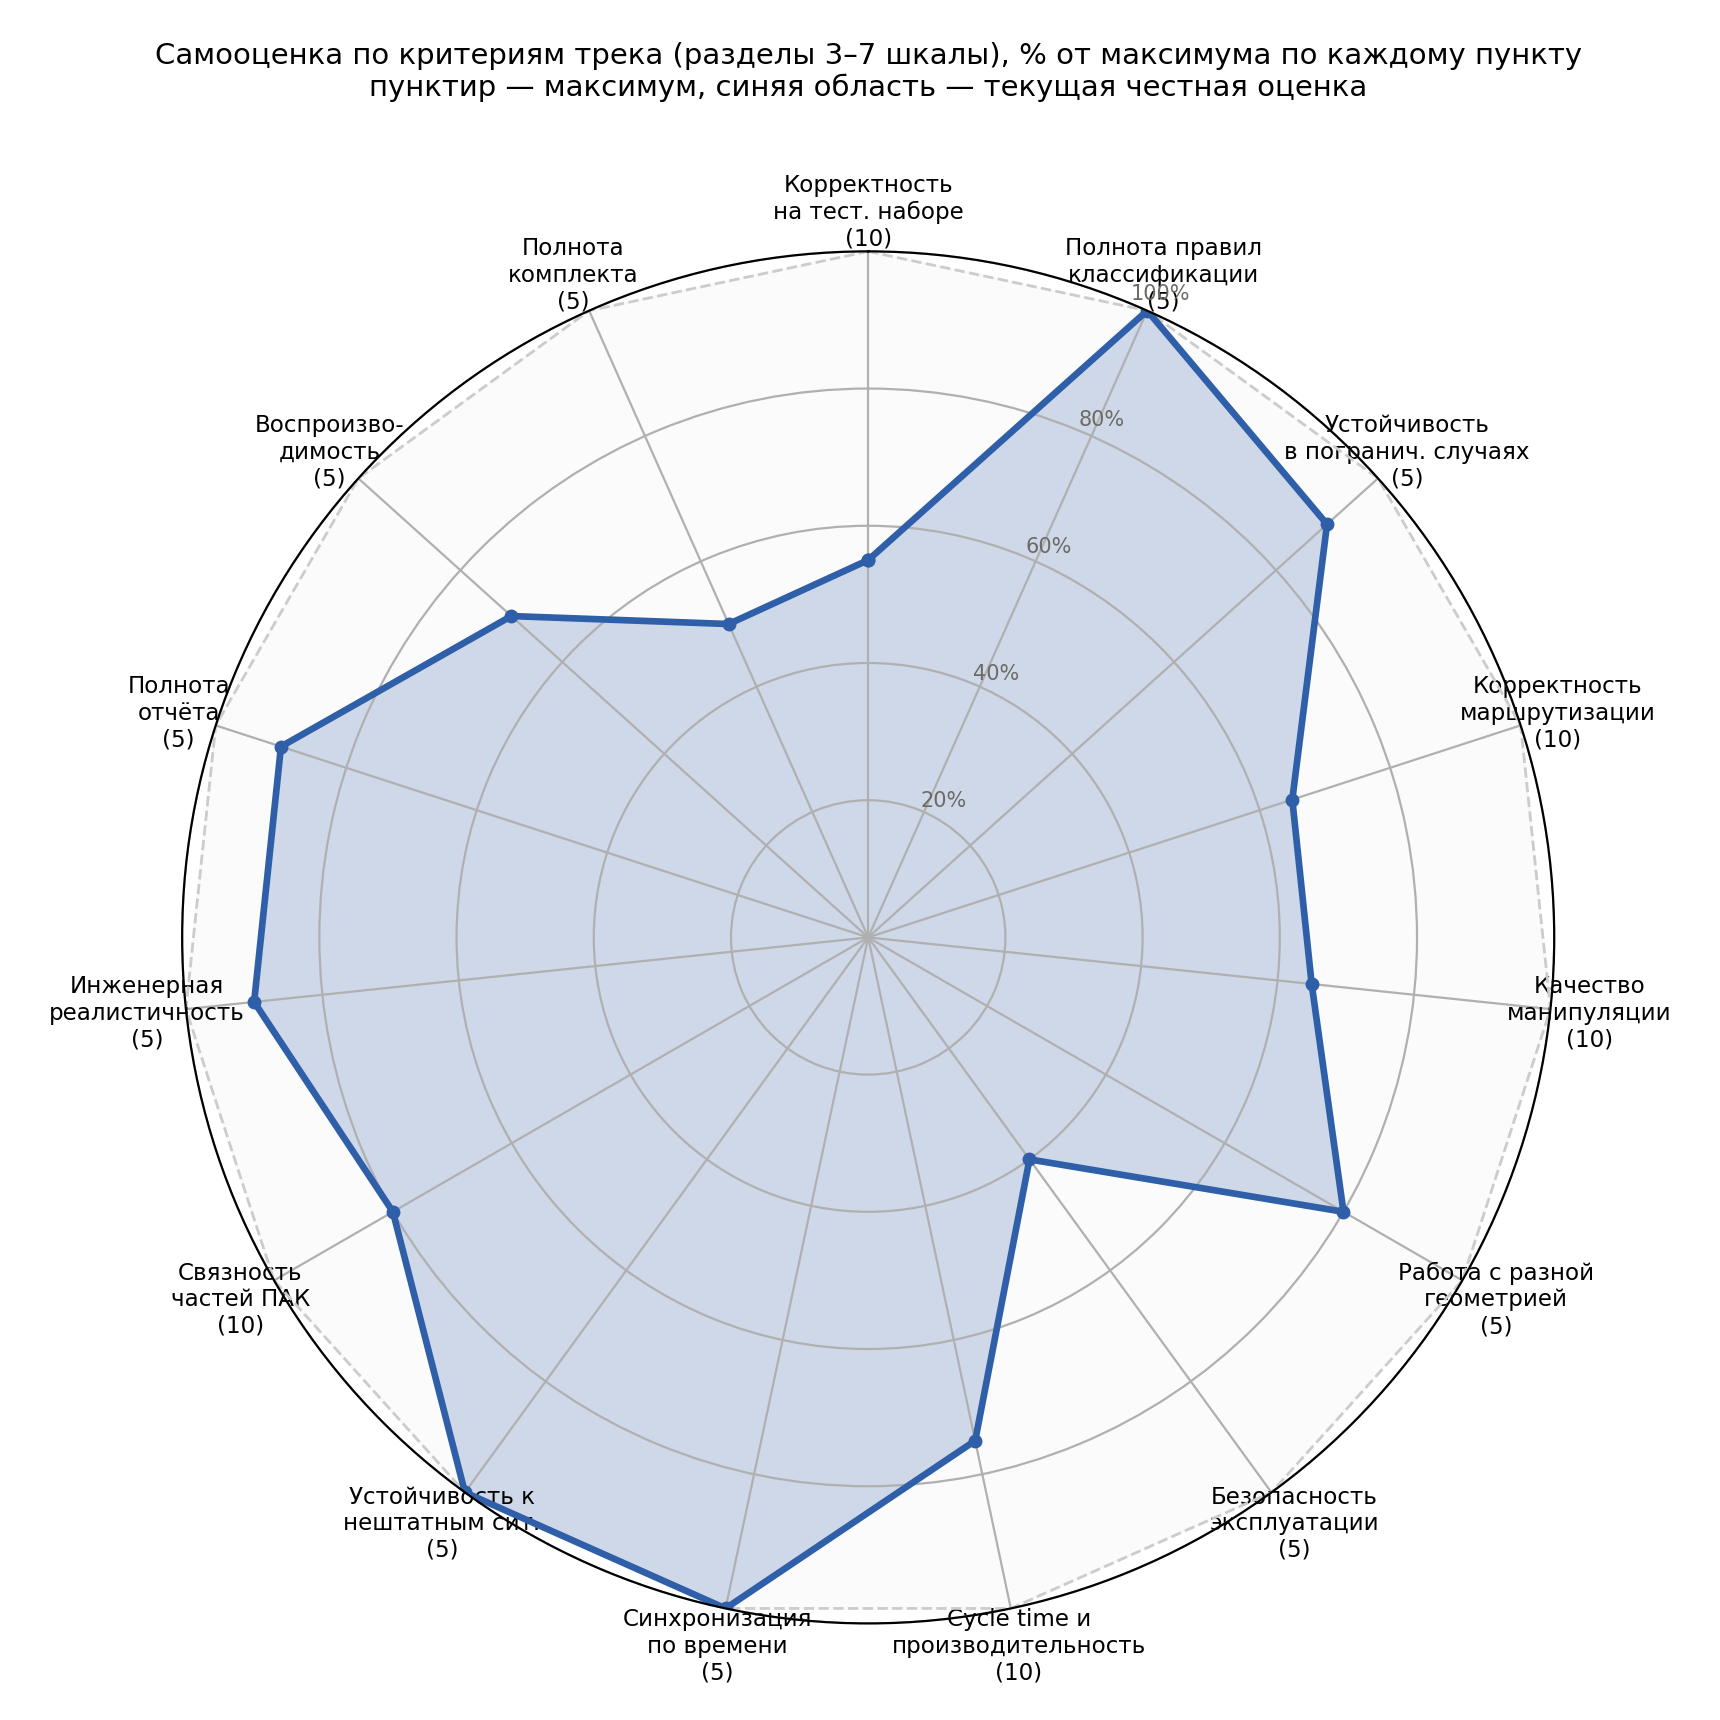 Самооценка по критериям трека (разделы 3–7 шкалы), % от максимума по каждому пункту
пунктир — максимум, синяя область — текущая честная оценка
Корректность
на тест. наборе
(10)
Полнота правил
классификации
(5)
Устойчивость
в погранич. случаях
(5)
Корректность
маршрутизации
(10)
Качество
манипуляции
(10)
Работа с разной
геометрией
(5)
Безопасность
эксплуатации
(5)
Cycle time и
производительность
(10)
Синхронизация
по времени
(5)
Устойчивость к
нештатным сит.
(5)
Связность
частей ПАК
(10)
Инженерная
реалистичность
(5)
Полнота
отчёта
(5)
Воспроизво-
димость
(5)
Полнота
комплекта
(5)
100%
80%
60%
40%
20%